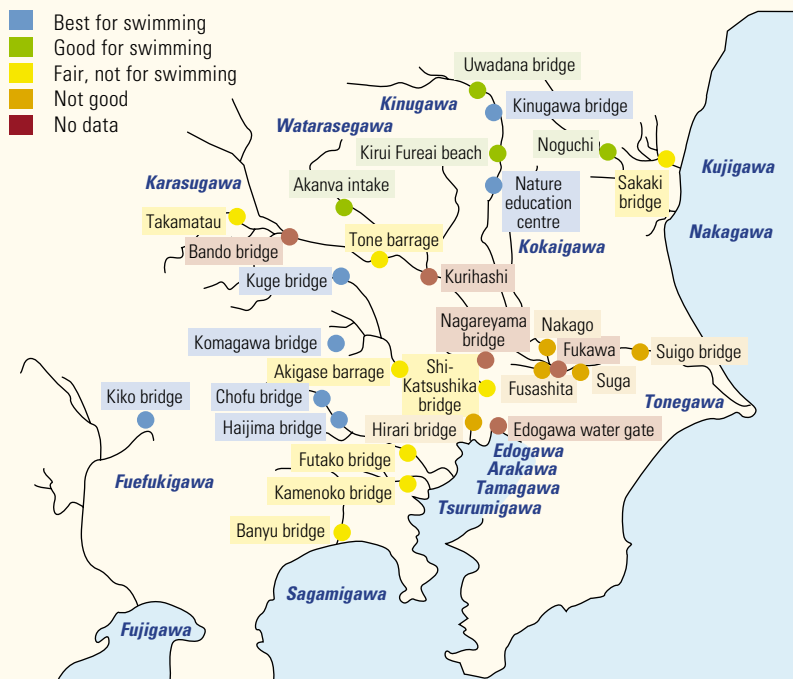 Best for swimming
Good for swimming
Fair, not for swimming
Not good
No data
Uwadana bridge
Kinugawa
Kinugawa bridge
Watarasegawa
Kirui Fureai beach
Noguchi
Kujigawa
Karasugawa
Akanva intake
Nature
education
centre
Sakaki
bridge
Takamatau
Nakagawa
Bando bridge
Tone barrage
Kokaigawa
Kuge bridge
Kurihashi
Nagareyama
bridge
Nakago
Komagawa bridge
Fukawa
Suigo bridge
Akigase barrage
Shi-
Katsushika
bridge
Fusashita
Suga
Kiko bridge
Chofu bridge
Tonegawa
Haijima bridge
Hirari bridge
Edogawa water gate
Futako bridge
Edogawa
Arakawa
Tamagawa
Tsurumigawa
Fuefukigawa
Kamenoko bridge
Banyu bridge
Sagamigawa
Fujigawa